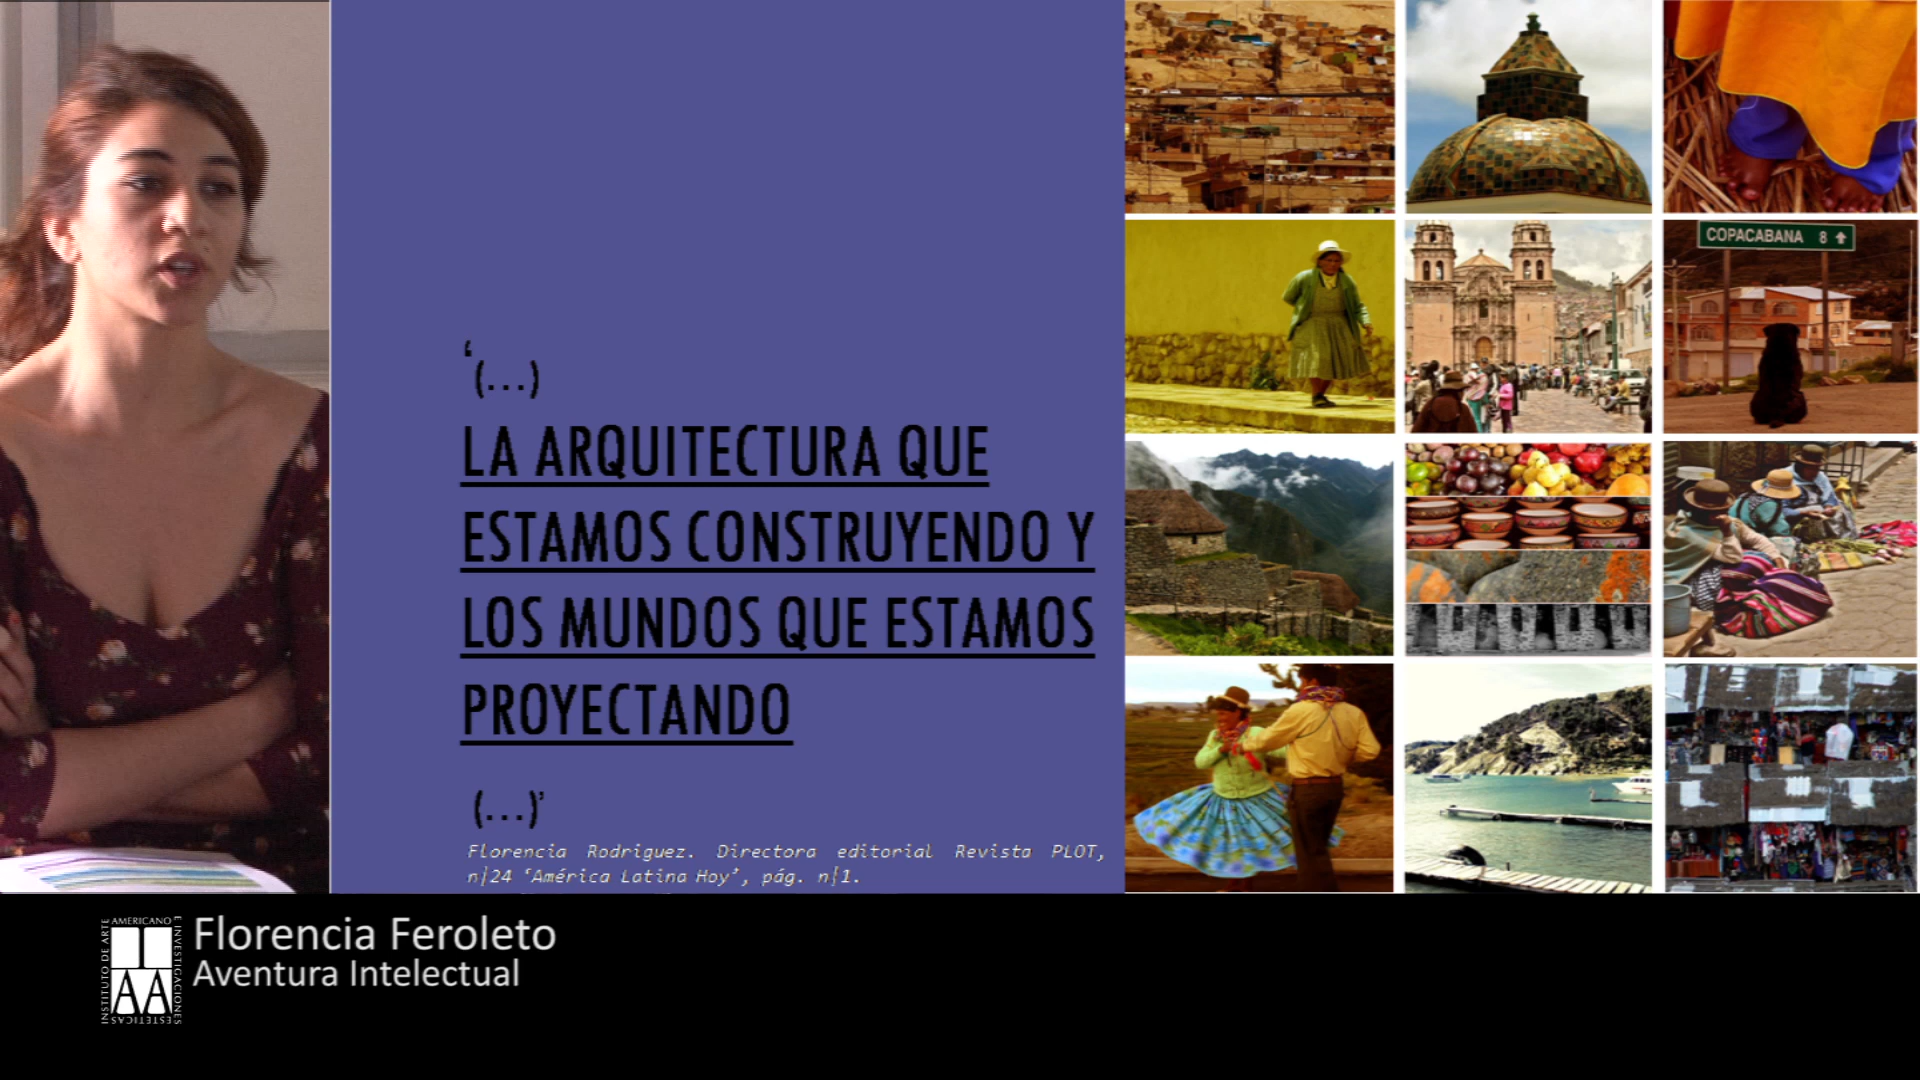 ‘(...)
LA ARQUITECTURA QUE
ESTAMOS CONSTRUYENDO Y
LOS MUNDOS QUE ESTAMOS
PROYECTANDO
(...)’
Florencia Rodriguez. Directora editorial Revista PLOT,
n|24 ‘América Latina Hoy’, pág. n|1.
COPACABANA 8 ↑
INSTITUTO DE ARTE
AMERICANO
E INVESTIGACIONES
ESTETICAS
IAA
Florencia Feroleto
Aventura Intelectual